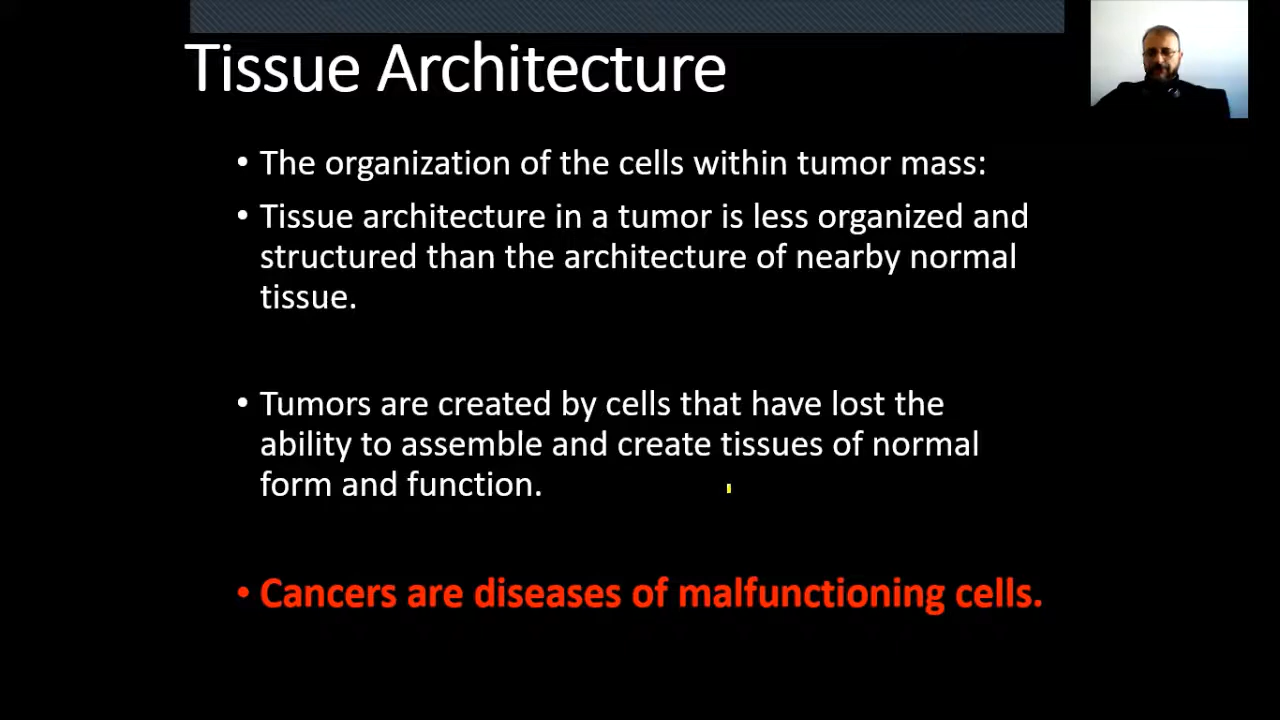 Tissue Architecture
• The organization of the cells within tumor mass:
• Tissue architecture in a tumor is less organized and
structured than the architecture of nearby normal
tissue.
• Tumors are created by cells that have lost the
ability to assemble and create tissues of normal
form and function.
• Cancers are diseases of malfunctioning cells.